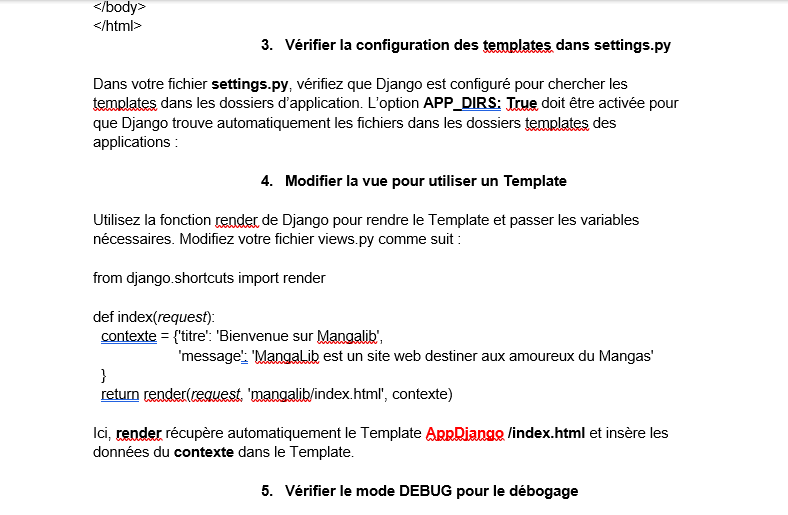 </body>
</html>
3. Vérifier la configuration des templates dans settings.py
Dans votre fichier settings.py, vérifiez que Django est configuré pour chercher les
templates dans les dossiers d’application. L’option APP_DIRS: True doit être activée pour
que Django trouve automatiquement les fichiers dans les dossiers templates des
applications :
4. Modifier la vue pour utiliser un Template
Utilisez la fonction render de Django pour rendre le Template et passer les variables
nécessaires. Modifiez votre fichier views.py comme suit :
from django.shortcuts import render
def index(request):
contexte = {'titre': 'Bienvenue sur Mangalib',
'message': 'MangaLib est un site web destiner aux amoureux du Mangas'
}
return render(request, 'mangalib/index.html', contexte)
Ici, render récupère automatiquement le Template AppDjango /index.html et insère les
données du contexte dans le Template.
5. Vérifier le mode DEBUG pour le débogage